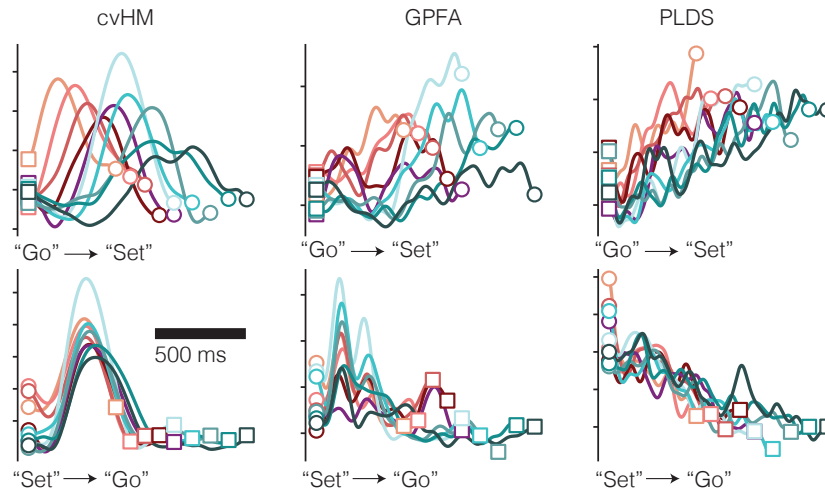 cvHM GPFA PLDS
“Go” → “Set” “Go” → “Set” “Go” → “Set”
500 ms
“Set” → “Go” “Set” → “Go” “Set” → “Go”